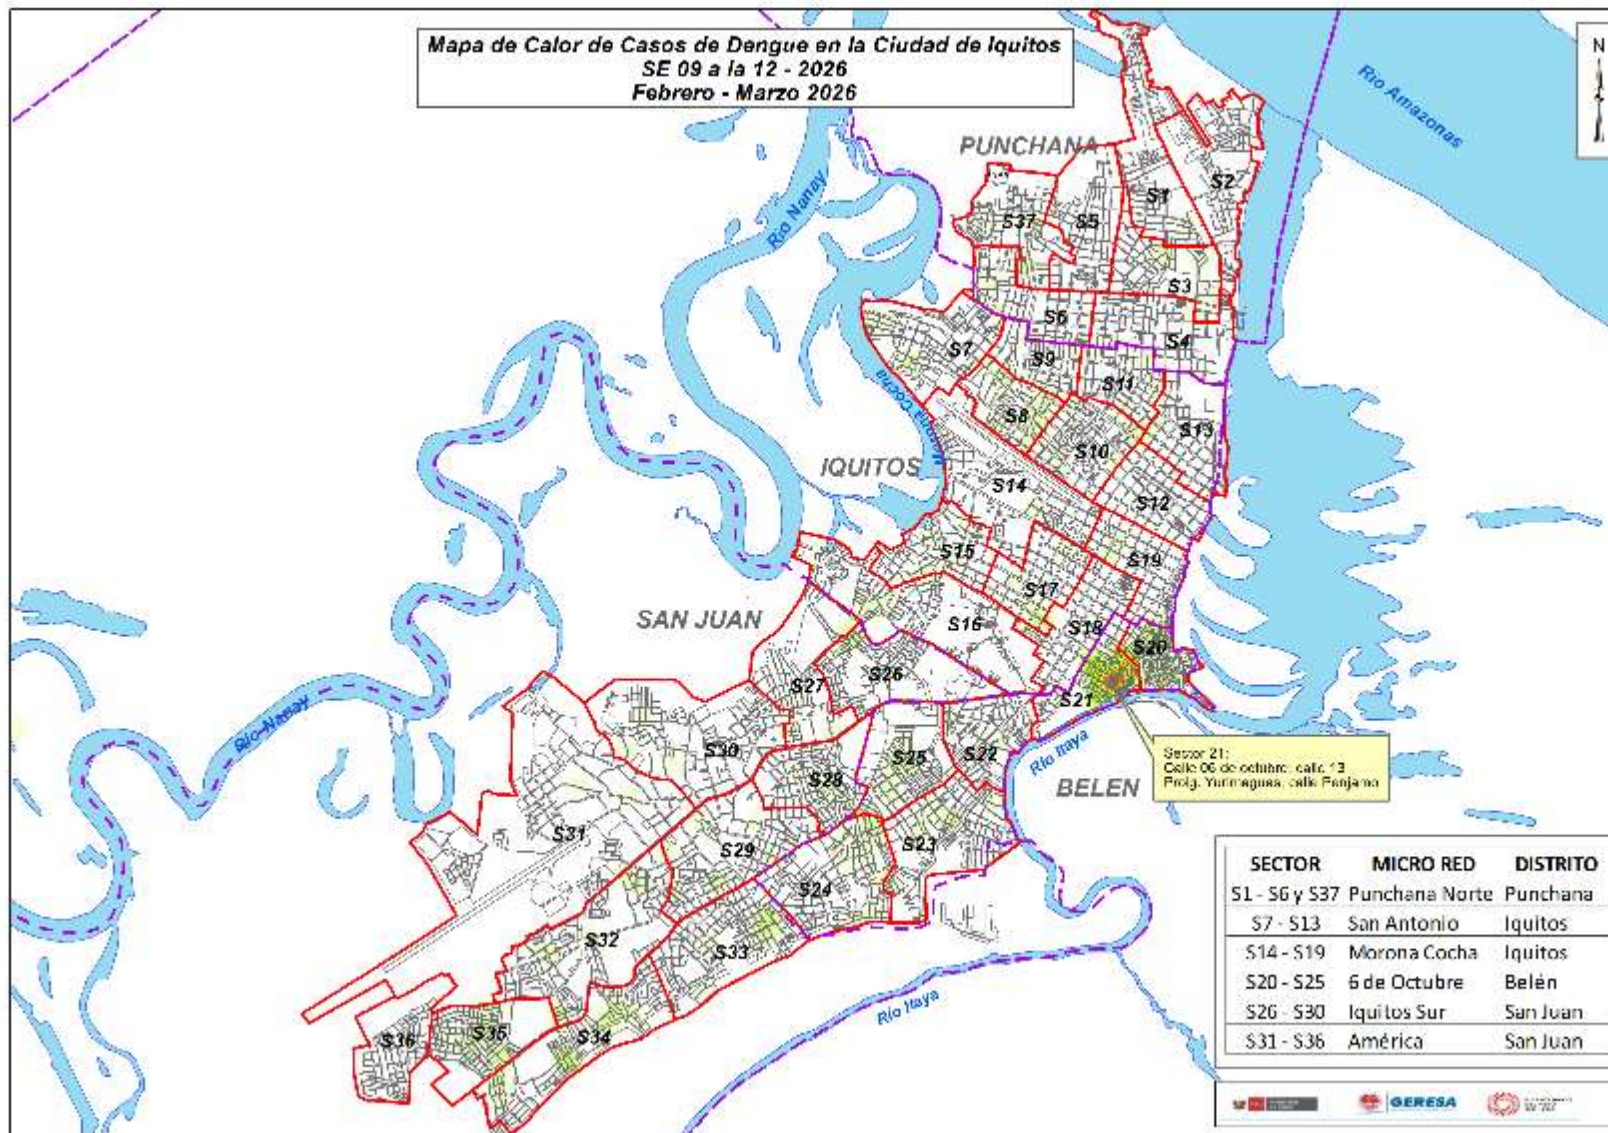 Mapa de Calor de Casos de Dengue en la Ciudad de Iquitos
SE 09 a la 12 - 2026
Febrero - Marzo 2026
N
Río Amazonas
PUNCHANA
S1
S2
Río Nanay
S37
S5
S3
S6
S4
S7
S9
S11
Morona Cocha
S8
S13
S10
IQUITOS
S14
S12
S15
S19
S17
SAN JUAN
S16
S18
S20
S26
S27
S21
Río Nanay
S30
S25
S22
Río Itaya
Sector 21:
Calle 06 de octubre, calle 13
Prolg. Yurimaguas, calle Penjamo
S28
BELEN
S31
S29
S23
S24
S32
S33
Río Itaya
S36
S35
S34
SECTOR MICRO RED DISTRITO
S1 - S6 y S37 Punchana Norte Punchana
S7 - S13 San Antonio Iquitos
S14 - S19 Morona Cocha Iquitos
S20 - S25 6 de Octubre Belén
S26 - S30 Iquitos Sur San Juan
S31 - S36 América San Juan
GERESA